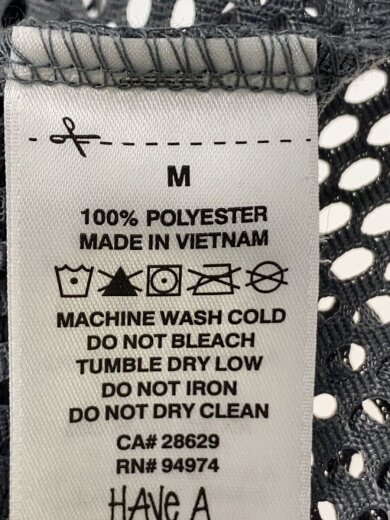 M
100% POLYESTER
MADE IN VIETNAM
MACHINE WASH COLD
DO NOT BLEACH
TUMBLE DRY LOW
DO NOT IRON
DO NOT DRY CLEAN
CA# 28629
RN# 94974
HAVE A